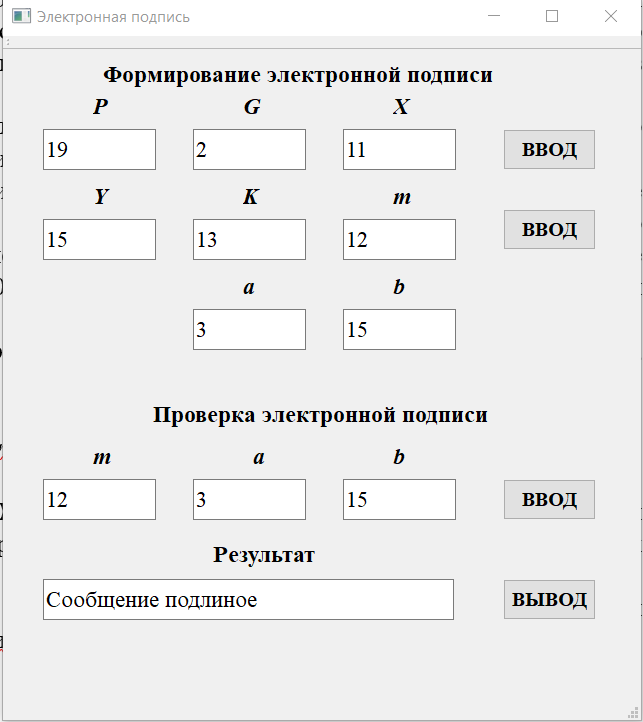 Электронная подпись
Формирование электронной подписи
P G X
19 2 11 ВВОД
Y K m
15 13 12 ВВОД
a b
3 15
Проверка электронной подписи
m a b
12 3 15 ВВОД
Результат
Сообщение подлиное ВЫВОД